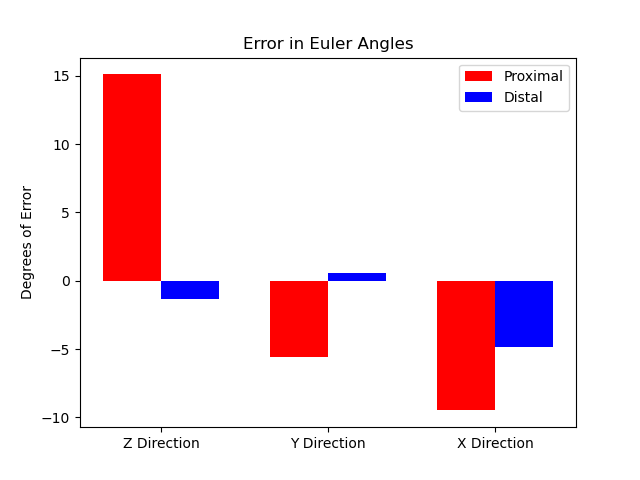 Error in Euler Angles
Proximal
Distal
Degrees of Error
15
10
5
0
−5
−10
Z Direction
Y Direction
X Direction